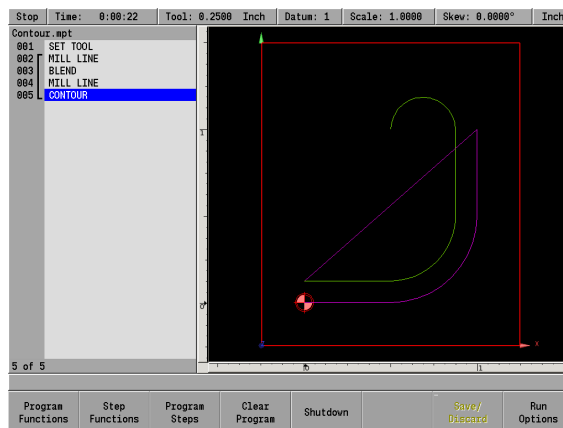 Stop Time: 0:00:22 Tool: 0.2500 Inch Datum: 1 Scale: 1.0000 Skew: 0.0000° Inch
Contour.mpt
001 SET TOOL
002 MILL LINE
003 BLEND
004 MILL LINE
005 CONTOUR
1
0
x
5 of 5
0 1
Program Functions
Step Functions
Program Steps
Clear Program
Shutdown
Save/Discard
Run Options